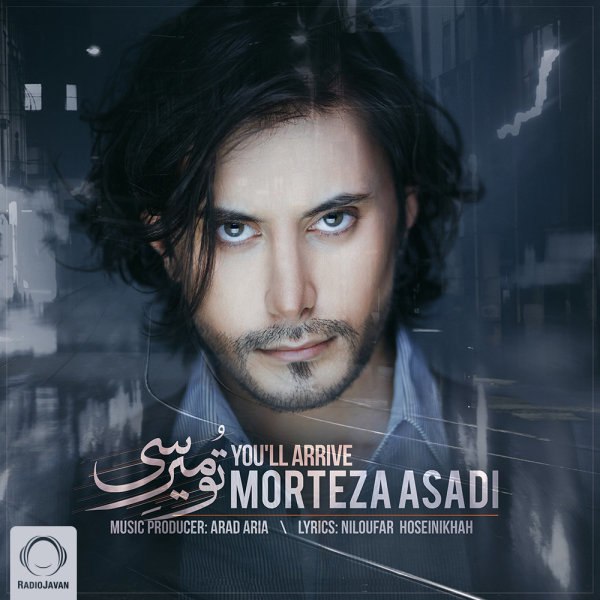 تو میرسی
YOU'LL ARRIVE
MORTEZA ASADI
MUSIC PRODUCER: ARAD ARIA \ LYRICS: NILOUFAR HOSEINIKHAH
RADIOJAVAN